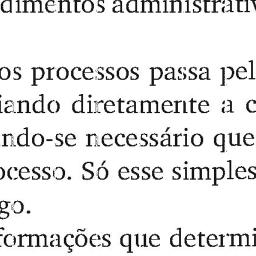 dimentos administrativ
os processos passa pel
iando diretamente a c
ndo-se necessário que
ocesso. Só esse simples
go.
formações que determi